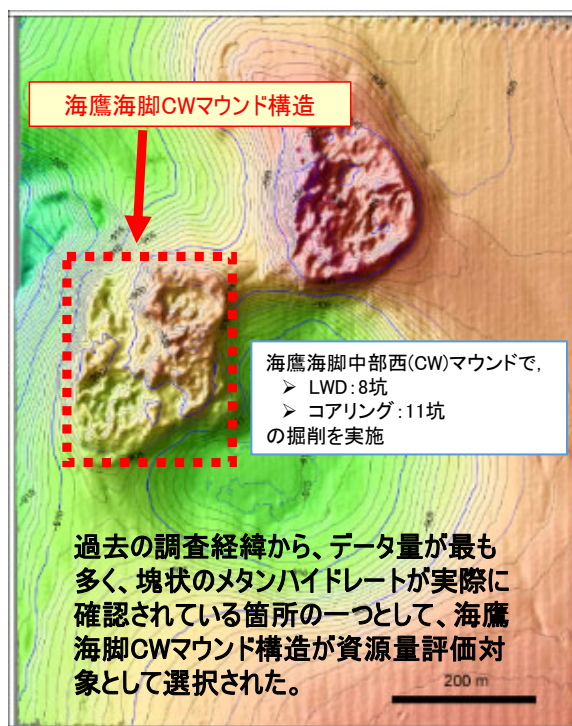 海鷹海脚CWマウンド構造
海鷹海脚中部西(CW)マウンドで,
➢ LWD:8坑
➢ コアリング:11坑
の掘削を実施
過去の調査経緯から、データ量が最も
多く、塊状のメタンハイドレートが実際に
確認されている箇所の一つとして、海鷹
海脚CWマウンド構造が資源量評価対
象として選択された。
200 m